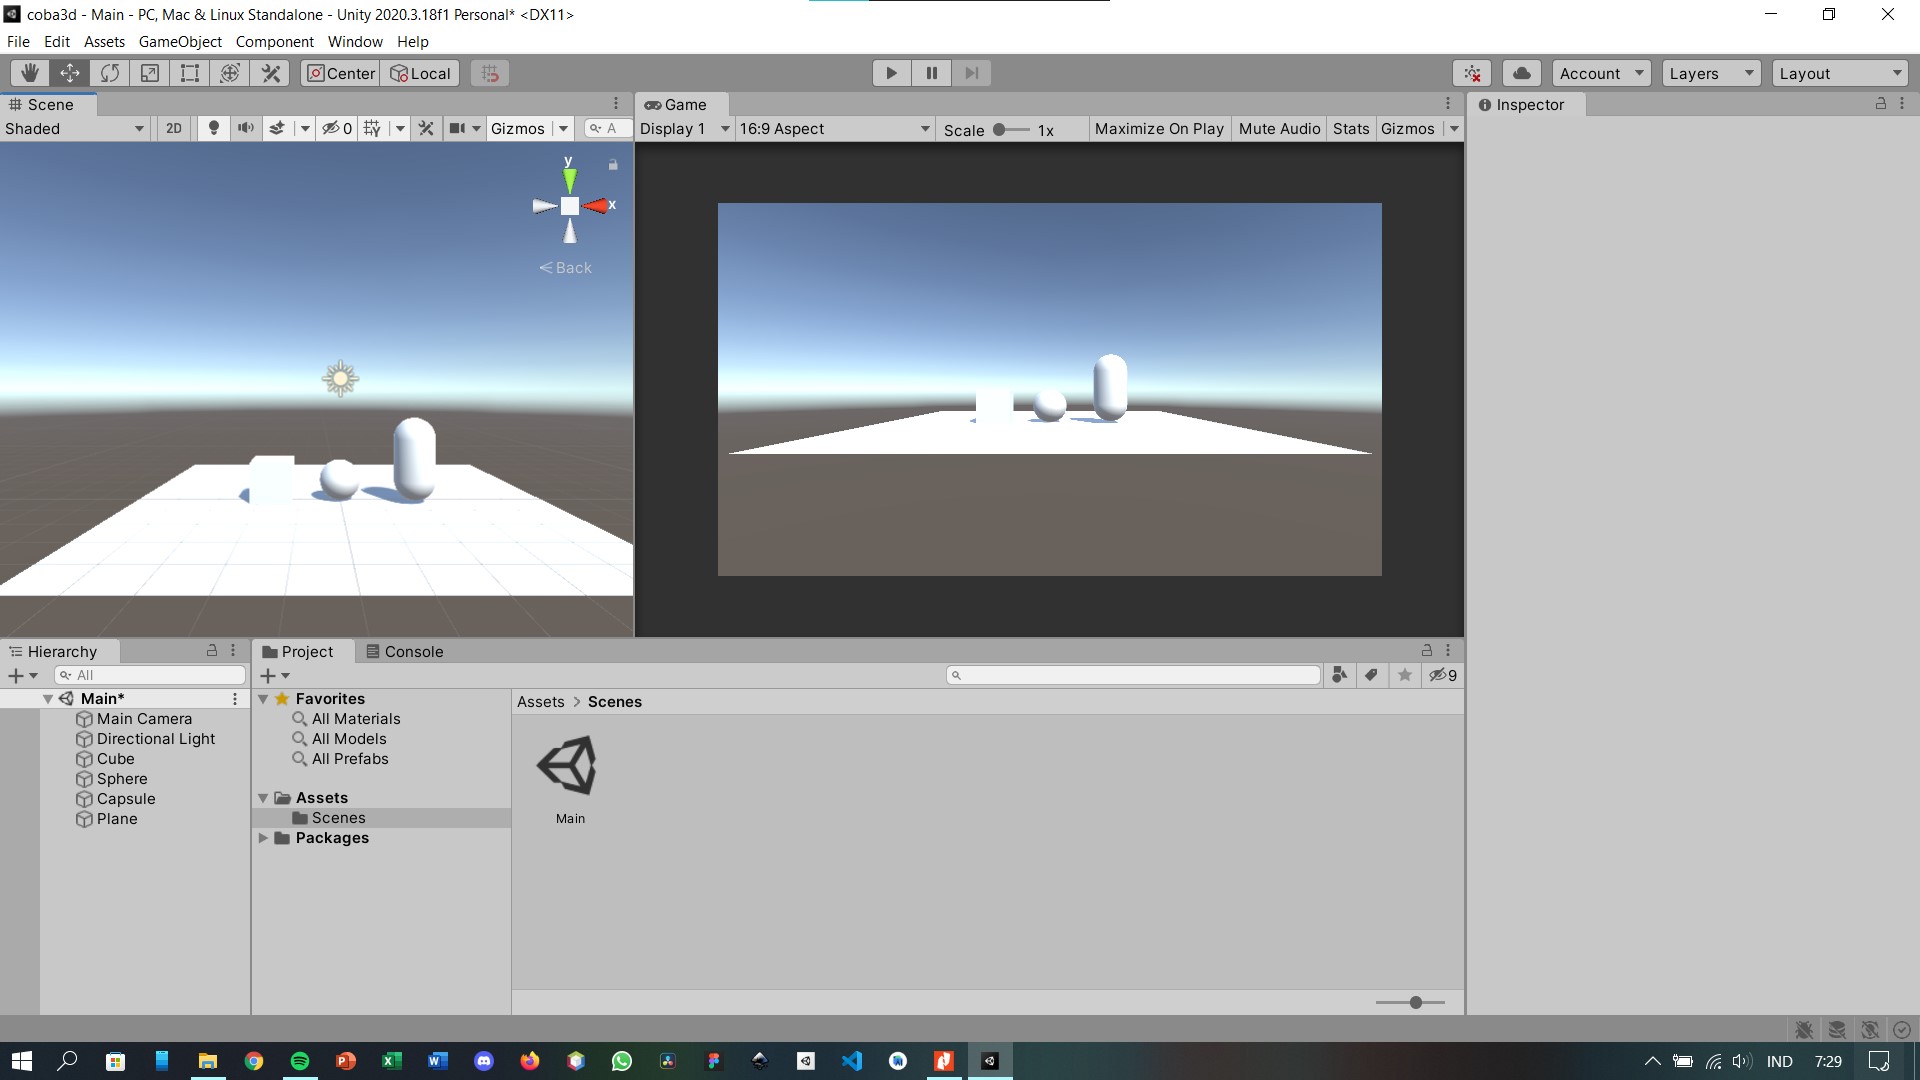 coba3d - Main - PC, Mac & Linux Standalone - Unity 2020.3.18f1 Personal* <DX11>
File Edit Assets GameObject Component Window Help
Center Local Account Layers Layout
Scene
Game
Inspector
Shaded 2D 0 Gizmos A
Display 1 16:9 Aspect Scale 1x Maximize On Play Mute Audio Stats Gizmos
y
x
Back
Hierarchy
Project Console
All
9
Main*
Main Camera
Directional Light
Cube
Sphere
Capsule
Plane
Favorites
All Materials
All Models
All Prefabs
Assets
Scenes
Packages
Assets > Scenes
Main
IND 7:29